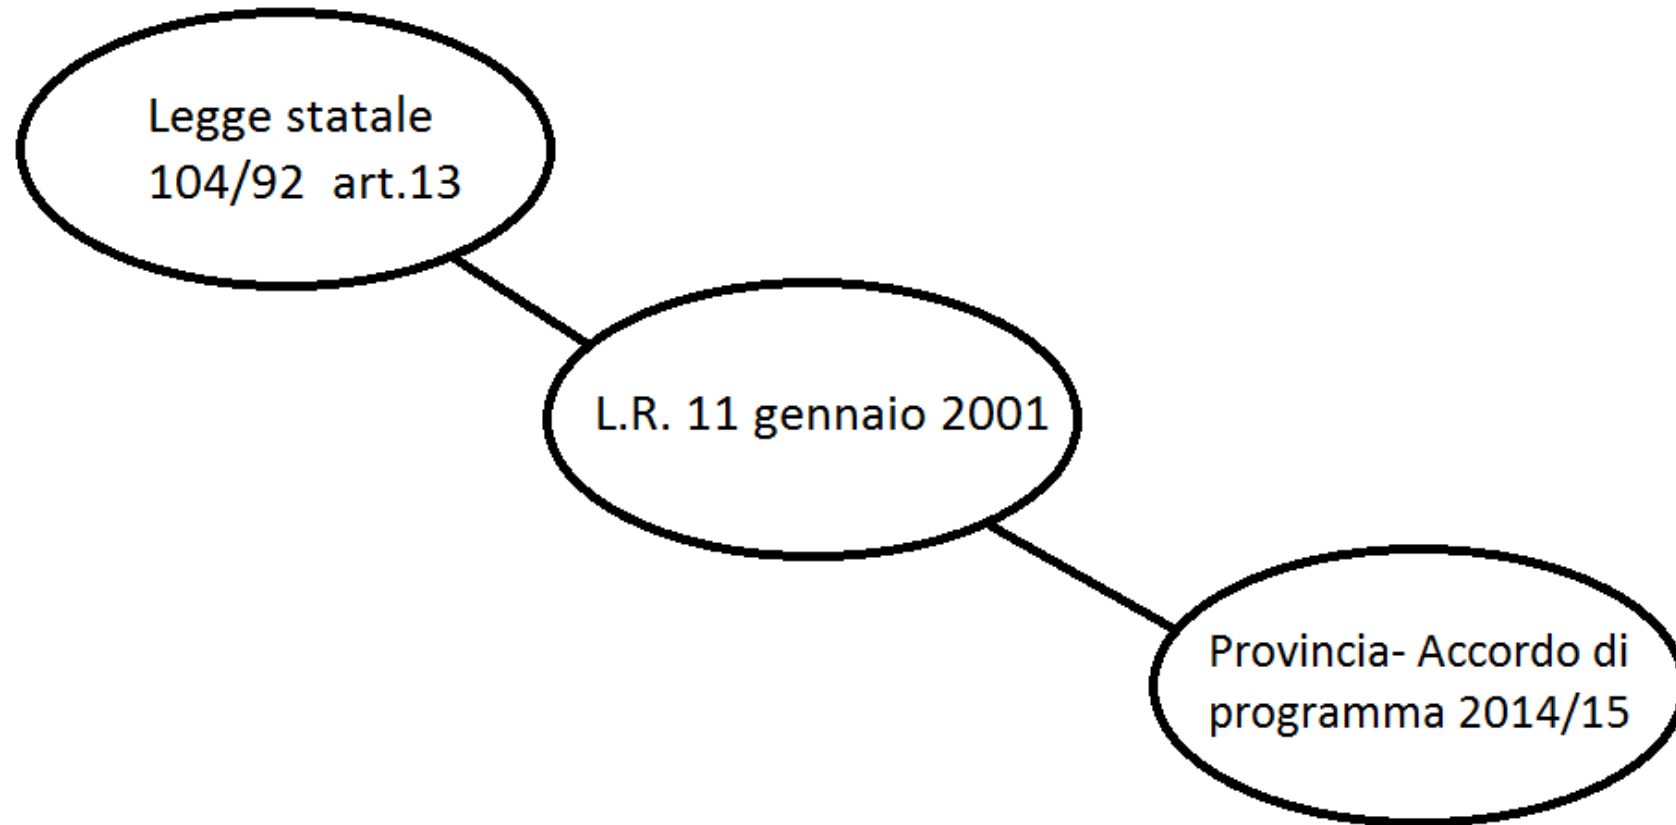 Legge statale
104/92 art.13
L.R. 11 gennaio 2001
Provincia- Accordo di
programma 2014/15